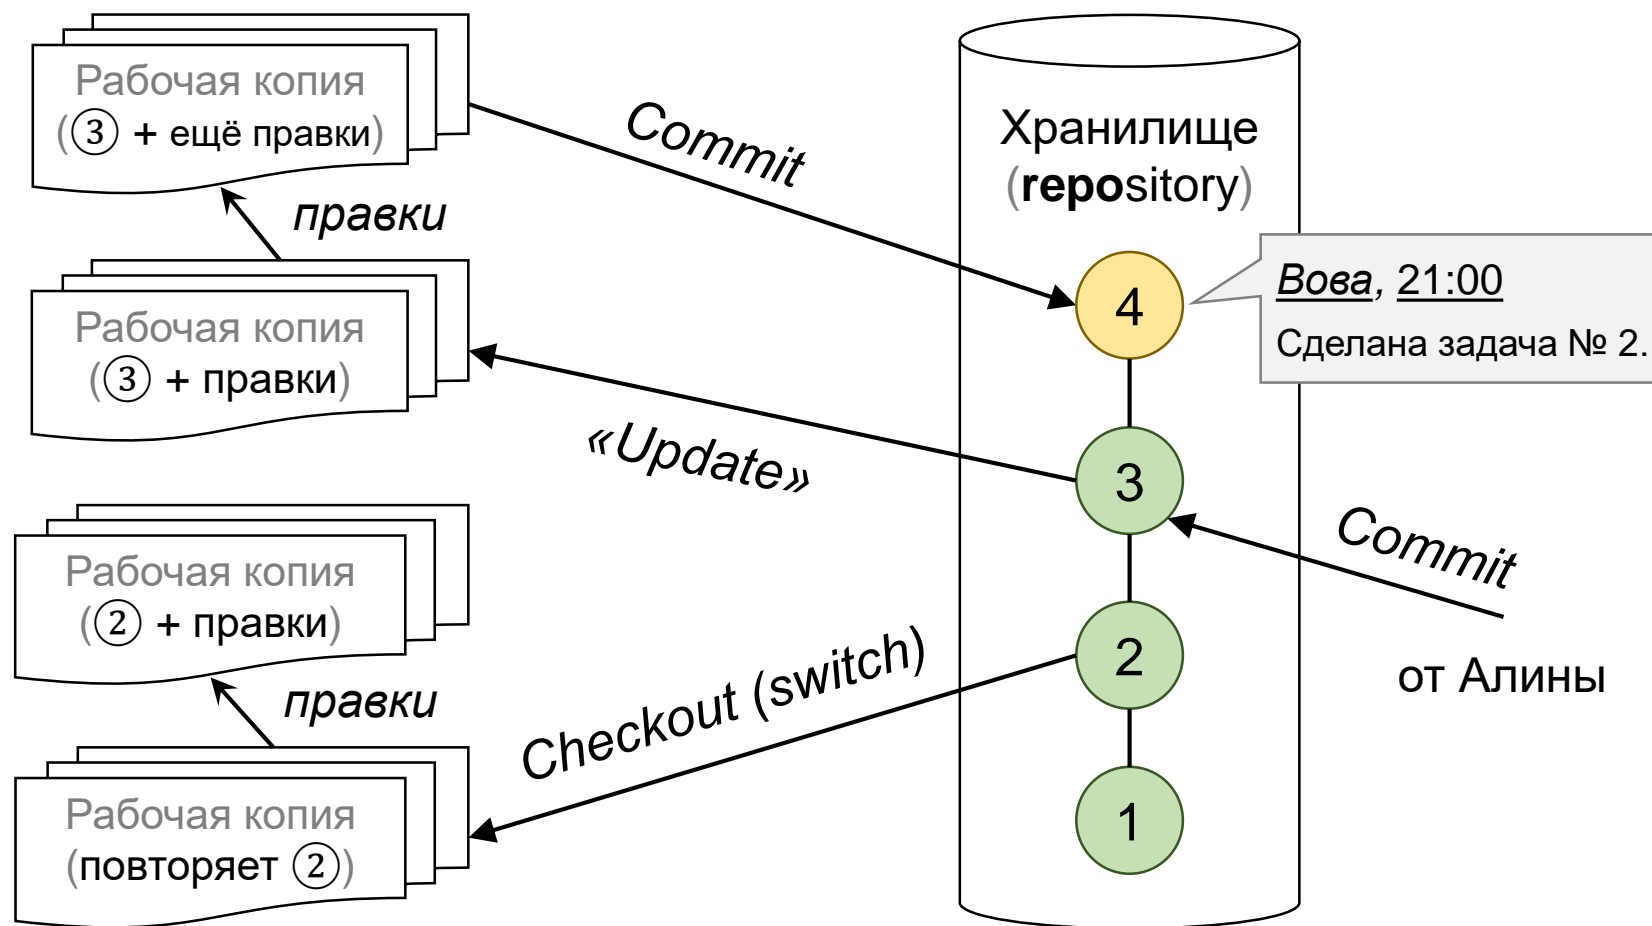 Рабочая копия
(③ + ещё правки)
правки
Рабочая копия
(③ + правки)
Рабочая копия
(② + правки)
правки
Рабочая копия
(повторяет ②)
Commit
«Update»
Checkout (switch)
Хранилище
(repository)
4
3
2
1
Вова, 21:00
Сделана задача № 2.
Commit
от Алины